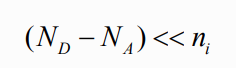 (N_D − N_A) << n_i